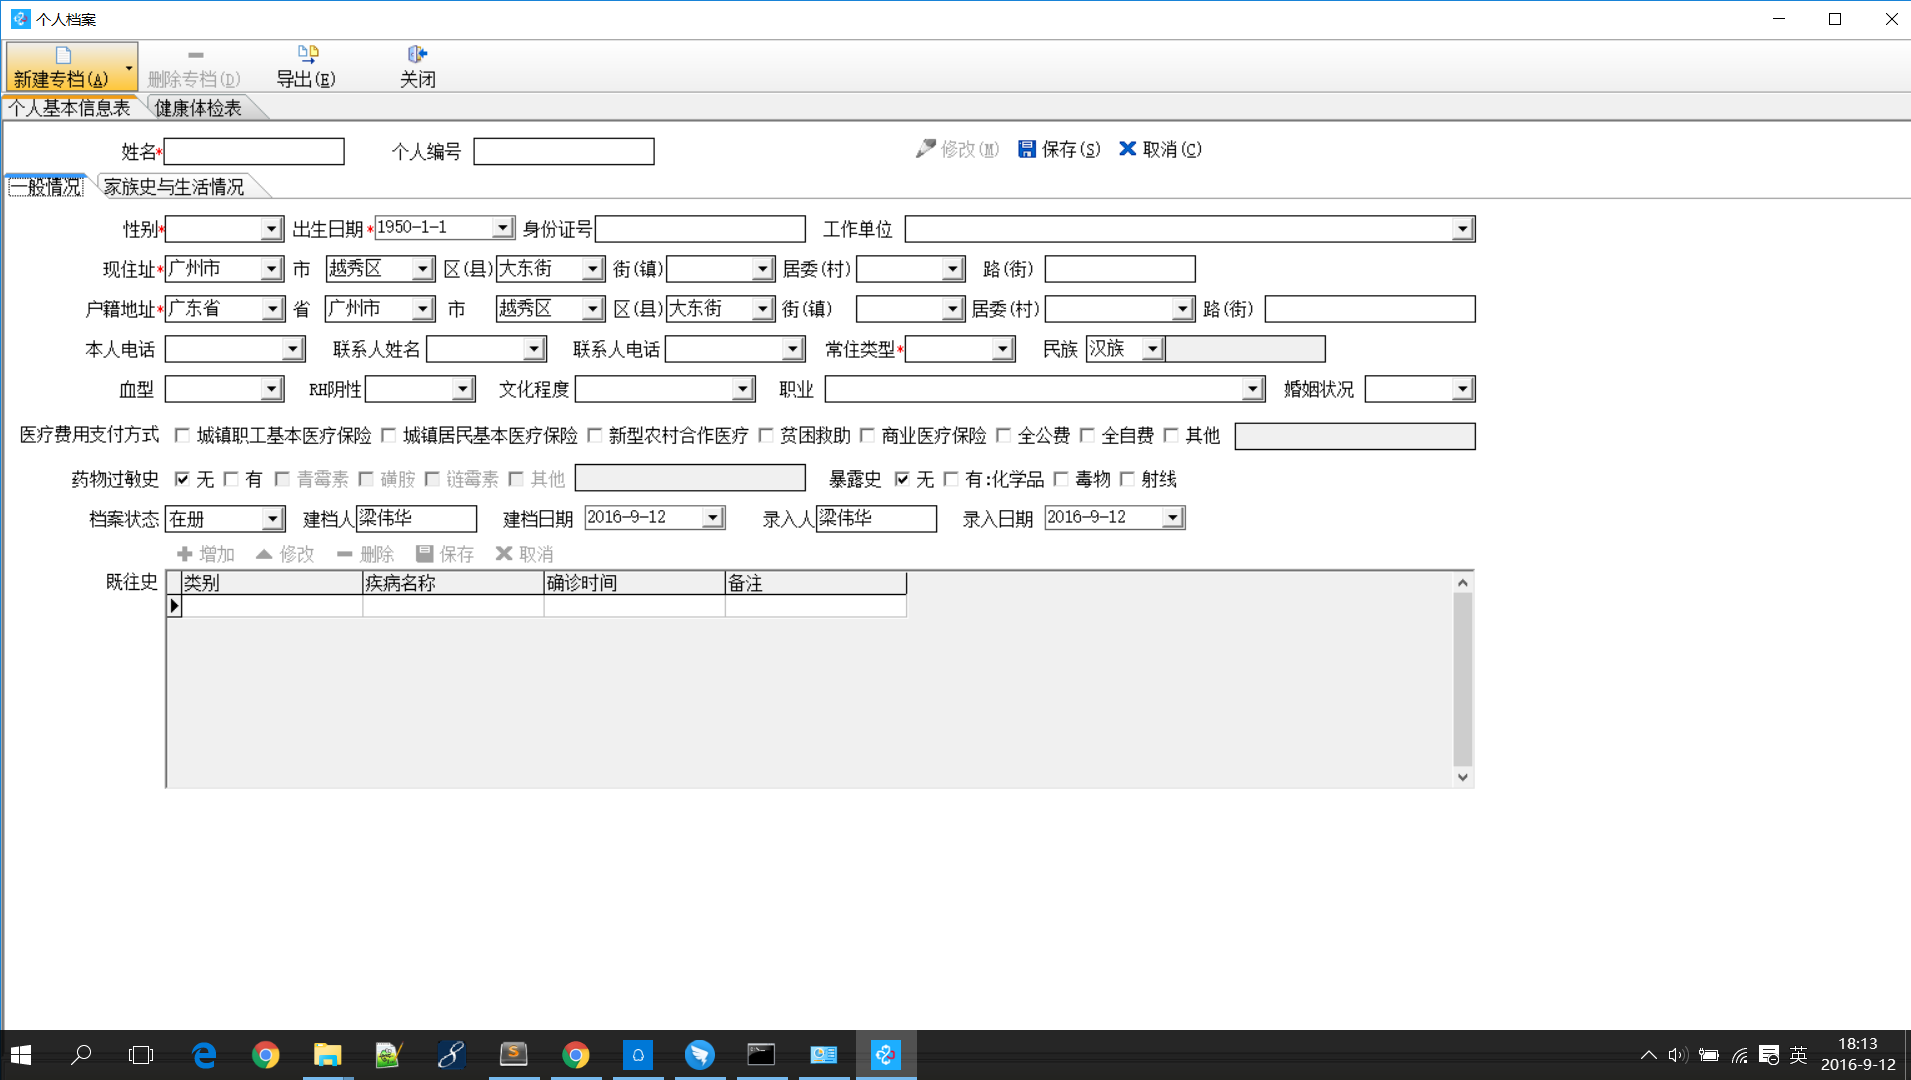 个人档案
新建专档(A) 删除专档(D) 导出(E) 关闭
个人基本信息表 健康体检表
姓名* 个人编号 修改(M) 保存(S) 取消(C)
一般情况 家族史与生活情况
性别* 出生日期* 1950-1-1 身份证号 工作单位
现住址* 广州市 市 越秀区 区(县) 大东街 街(镇) 居委(村) 路(街)
户籍地址* 广东省 省 广州市 市 越秀区 区(县) 大东街 街(镇) 居委(村) 路(街)
本人电话 联系人姓名 联系人电话 常住类型* 民族 汉族
血型 RH阴性 文化程度 职业 婚姻状况
医疗费用支付方式 城镇职工基本医疗保险 城镇居民基本医疗保险 新型农村合作医疗 贫困救助 商业医疗保险 全公费 全自费 其他
药物过敏史 无 有 青霉素 磺胺 链霉素 其他 暴露史 无 有:化学品 毒物 射线
档案状态 在册 建档人 梁伟华 建档日期 2016-9-12 录入人 梁伟华 录入日期 2016-9-12
增加 修改 删除 保存 取消
既往史 类别 疾病名称 确诊时间 备注
英 18:13
2016-9-12